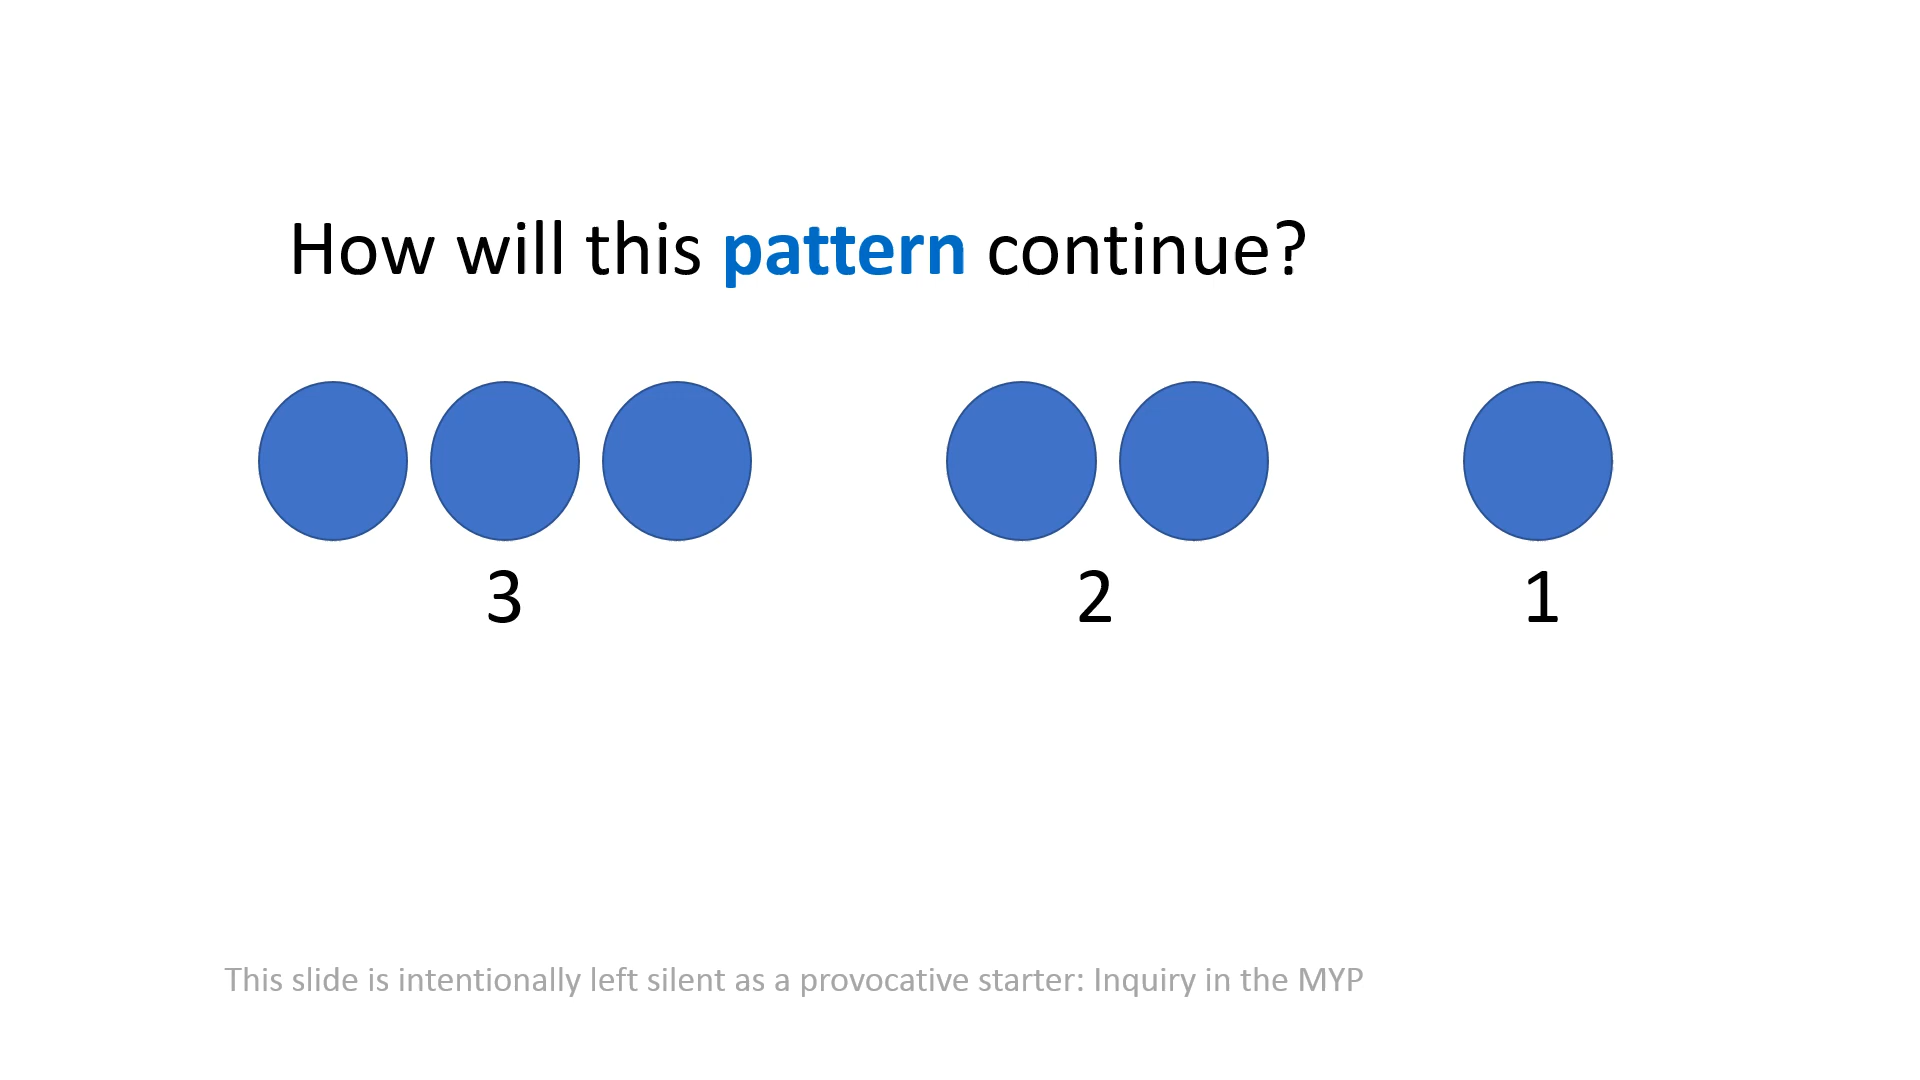 How will this pattern continue?
3 2 1
This slide is intentionally left silent as a provocative starter: Inquiry in the MYP